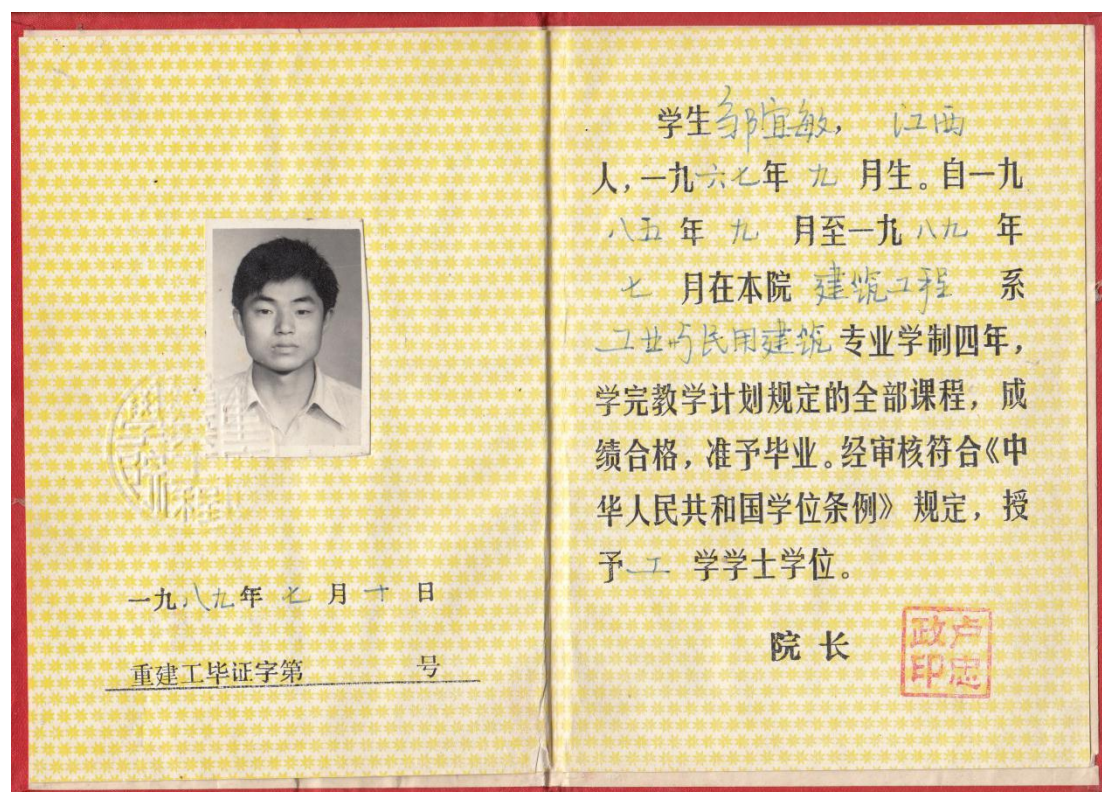 一九八九年 七 月 十 日
重建工毕证字第 号
学生邹宜敏， 江西
人，一九六七年 九 月生。自一九
八五 年 九 月至一九八九 年
七 月在本院 建筑工程 系
工业与民用建筑专业学制四年，
学完教学计划规定的全部课程，成
绩合格，准予毕业。经审核符合《中
华人民共和国学位条例》规定，授
予 工 学学士学位。
院长
卢忠政印